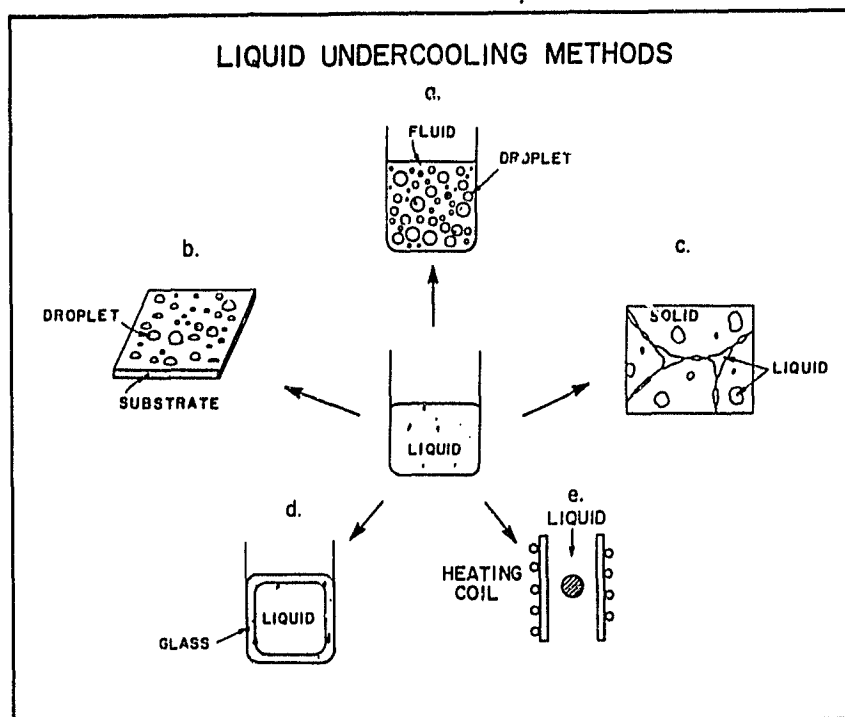 LIQUID UNDERCOOLING METHODS
a.
FLUID
DROPLET
b.
DROPLET
SUBSTRATE
c.
SOLID
LIQUID
LIQUID
d.
LIQUID
GLASS
e.
LIQUID
HEATING
COIL